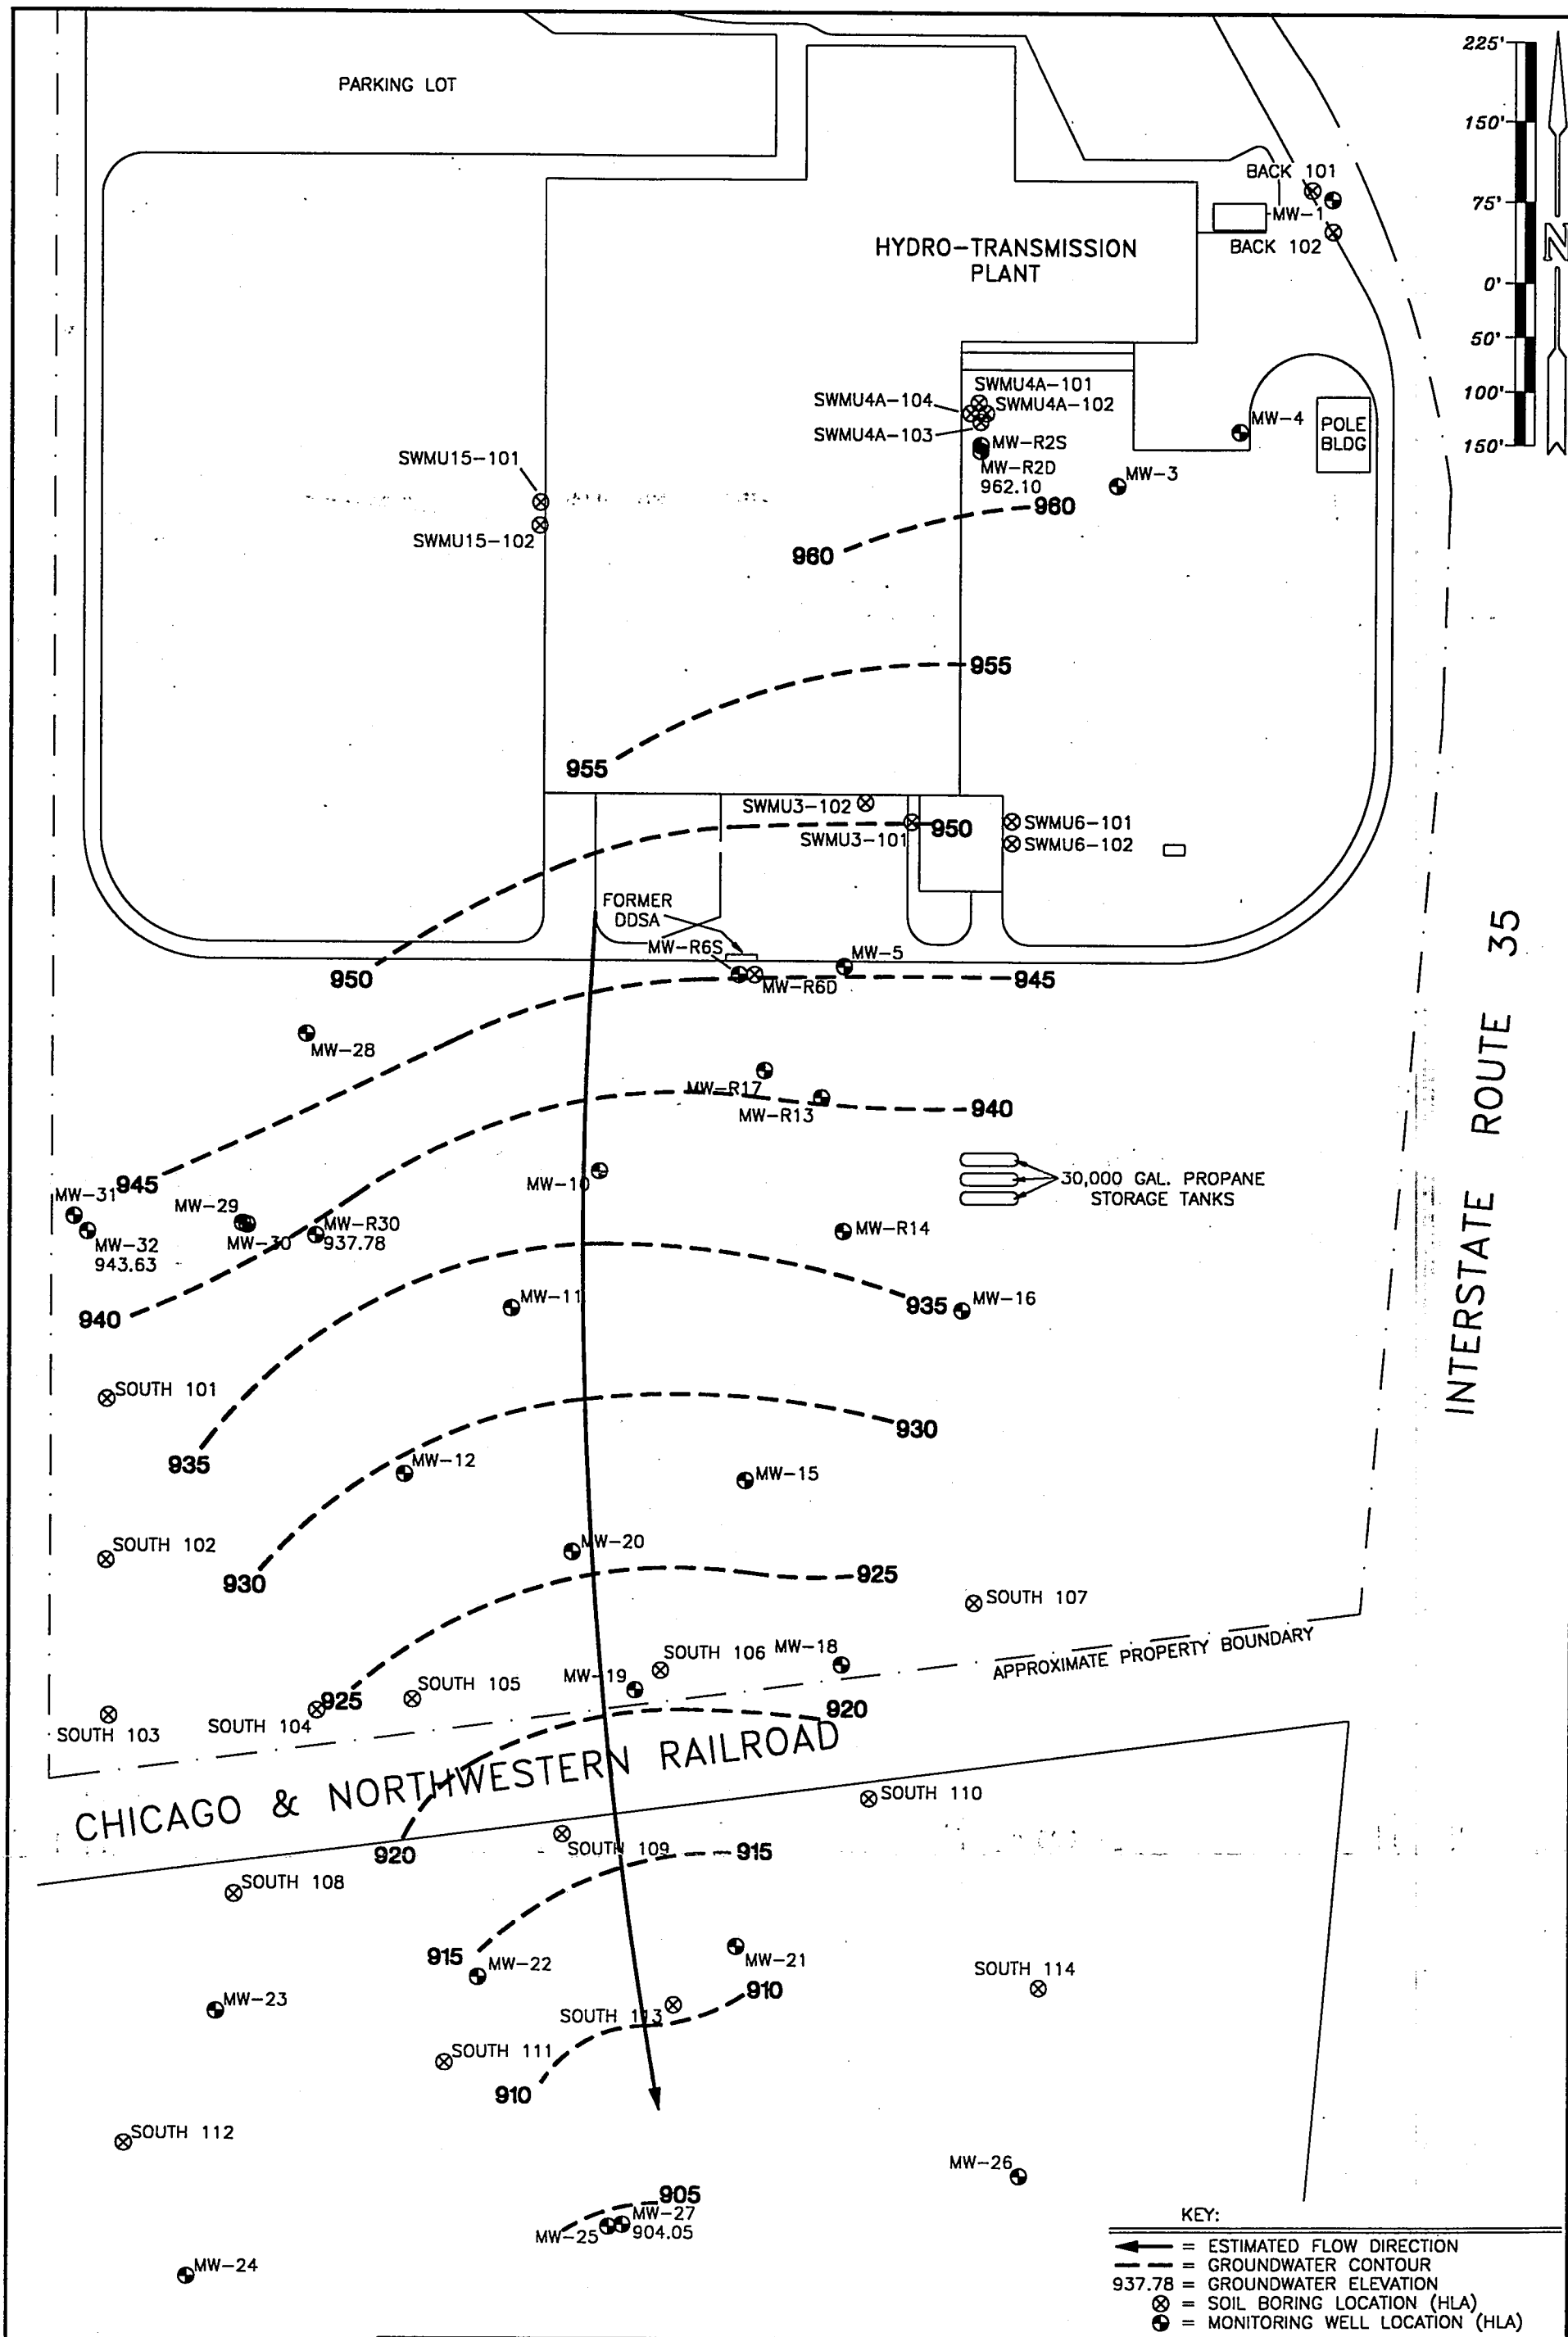 225'
PARKING LOT
150'
BACK 101
75'
MW-1
HYDRO-TRANSMISSION
PLANT
BACK 102
N
0'
50'
SWMU4A-101
100'
SWMU4A-104
SWMU4A-102
MW-4
POLE
BLDG
SWMU4A-103
150'
MW-R2S
SWMU15-101
MW-R2D
962.10
MW-3
960
SWMU15-102
960
955
955
SWMU3-102
950
SWMU6-101
SWMU3-101
SWMU6-102
FORMER
DDSA
INTERSTATE ROUTE 35
MW-R6S
MW-5
950
945
MW-R6D
MW-28
MW-R17
MW-R13
940
945
30,000 GAL. PROPANE
STORAGE TANKS
MW-10
MW-31
MW-29
MW-R30
937.78
MW-R14
MW-32
943.63
MW-30
MW-11
935
MW-16
940
SOUTH 101
930
935
MW-12
MW-15
SOUTH 102
MW-20
925
930
SOUTH 107
APPROXIMATE PROPERTY BOUNDARY
SOUTH 106
MW-18
MW-19
SOUTH 105
925
SOUTH 103
SOUTH 104
920
CHICAGO & NORTHWESTERN RAILROAD
SOUTH 110
920
SOUTH 109
915
SOUTH 108
915
MW-22
MW-21
SOUTH 114
MW-23
910
SOUTH 113
SOUTH 111
910
SOUTH 112
MW-26
905
MW-27
904.05
MW-25
MW-24
KEY:
= ESTIMATED FLOW DIRECTION
= GROUNDWATER CONTOUR
937.78 = GROUNDWATER ELEVATION
= SOIL BORING LOCATION (HLA)
= MONITORING WELL LOCATION (HLA)